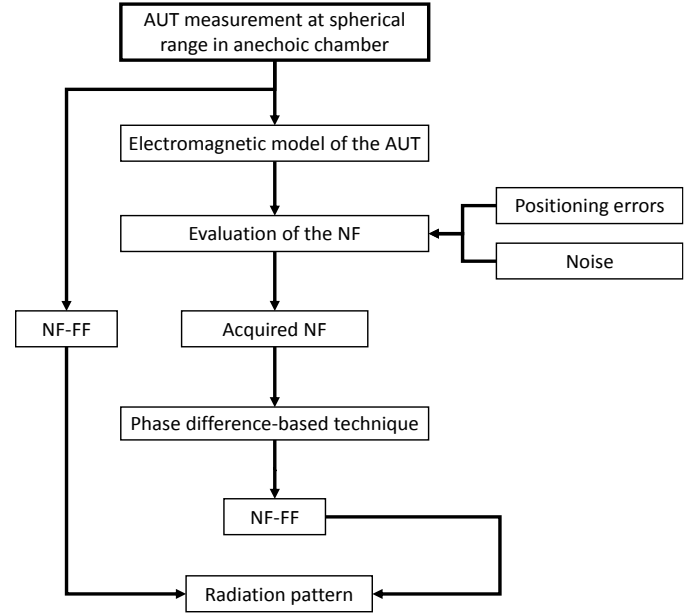 AUT measurement at spherical
range in anechoic chamber
Electromagnetic model of the AUT
Positioning errors
Evaluation of the NF
Noise
NF-FF
Acquired NF
Phase difference-based technique
NF-FF
Radiation pattern